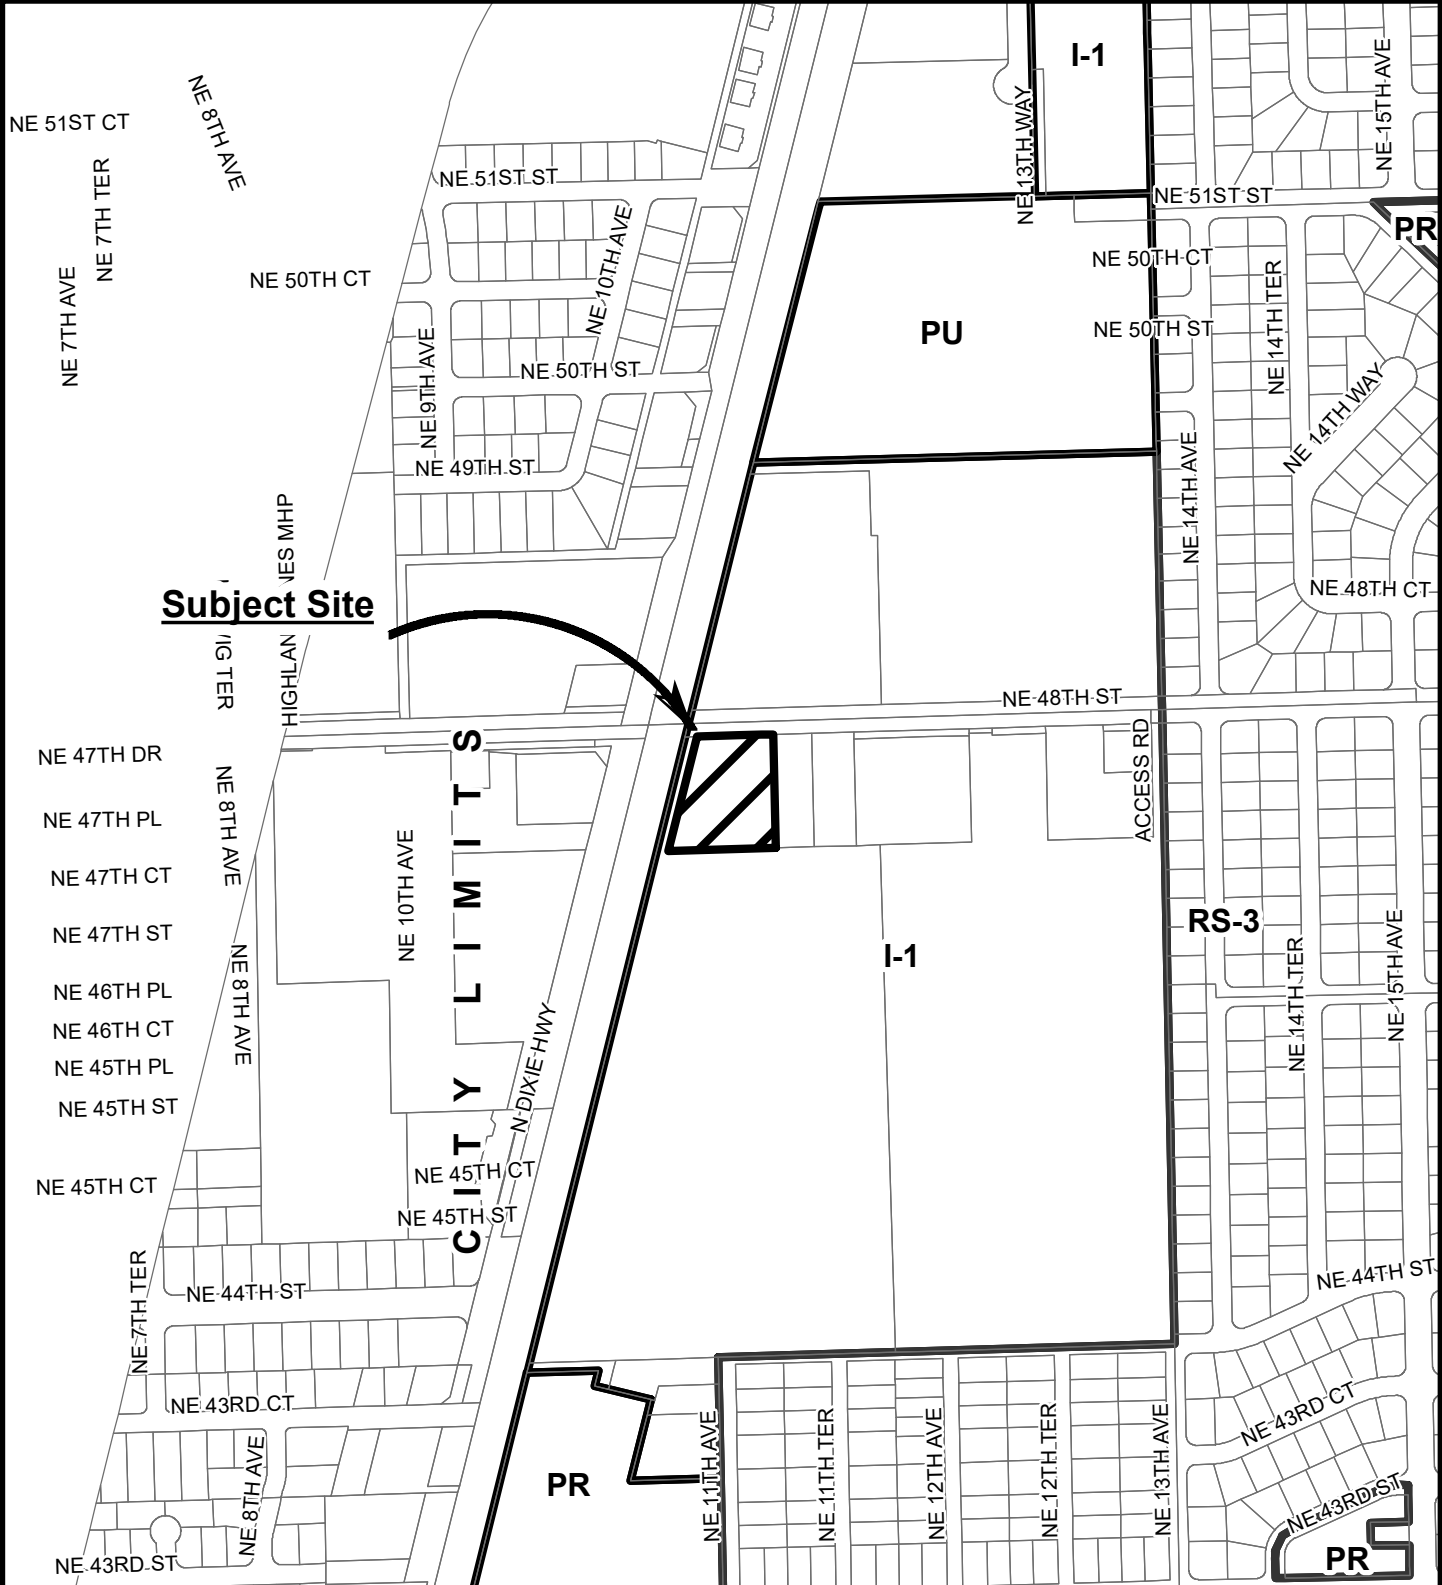 I-1
NE 15TH AVE
NE 51ST CT
NE 8TH AVE
NE 13TH WAY
NE 7TH TER
NE 51ST ST
NE 51ST ST
PR
NE 10TH AVE
NE 50TH CT
NE 50TH CT
NE 7TH AVE
NE 14TH TER
PU
NE 50TH ST
NE 9TH AVE
NE 50TH ST
NE 14TH WAY
NE 49TH ST
NE 14TH AVE
NES MHP
HIGHLAN
Subject Site
NE 48TH CT
IG TER
NE 48TH ST
NE 47TH DR
ACCESS RD
NE 8TH AVE
NE 47TH PL
NE 10TH AVE
CITY LIMITS
NE 47TH CT
RS-3
NE 47TH ST
I-1
NE 8TH AVE
NE 14TH TER
NE 15TH AVE
NE 46TH PL
NE 46TH CT
N DIXIE HWY
NE 45TH PL
NE 45TH ST
NE 45TH CT
NE 45TH CT
NE 45TH ST
NE 7TH TER
NE 44TH ST
NE 44TH ST
NE 43RD CT
NE 43RD CT
NE 11TH AVE
NE 11TH TER
NE 12TH AVE
NE 12TH TER
NE 13TH AVE
PR
NE 8TH AVE
NE 43RD ST
PR
NE 43RD ST